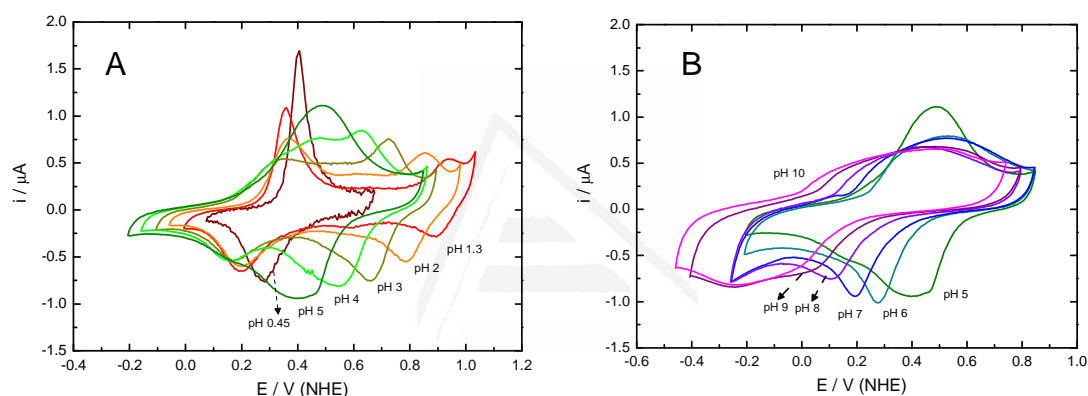 A
2.0
1.5
1.0
0.5
0.0
-0.5
-1.0
-1.5
i / µA
-0.4 -0.2 0.0 0.2 0.4 0.6 0.8 1.0 1.2
E / V (NHE)
pH 1.3
pH 2
pH 3
pH 4
pH 5
pH 0.45
B
2.0
1.5
1.0
0.5
0.0
-0.5
-1.0
-1.5
i / µA
-0.6 -0.4 -0.2 0.0 0.2 0.4 0.6 0.8 1.0
E / V (NHE)
pH 10
pH 5
pH 9
pH 8
pH 7
pH 6